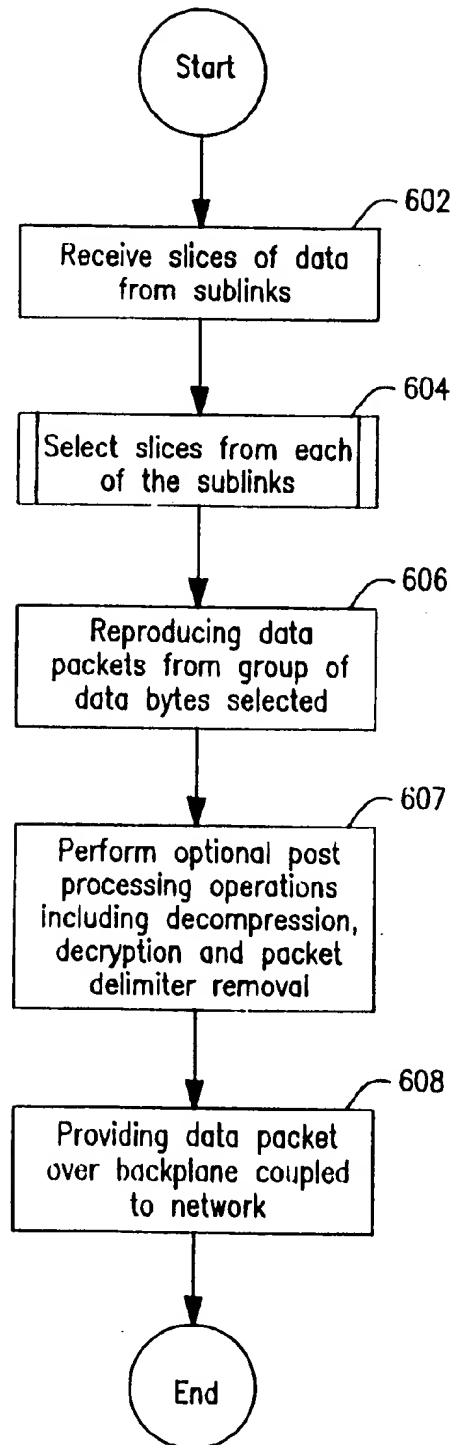 Start
602
Receive slices of data
from sublinks
604
Select slices from each
of the sublinks
606
Reproducing data
packets from group of
data bytes selected
607
Perform optional post
processing operations
including decompression,
decryption and packet
delimiter removal
608
Providing data packet
over backplane coupled
to network
End